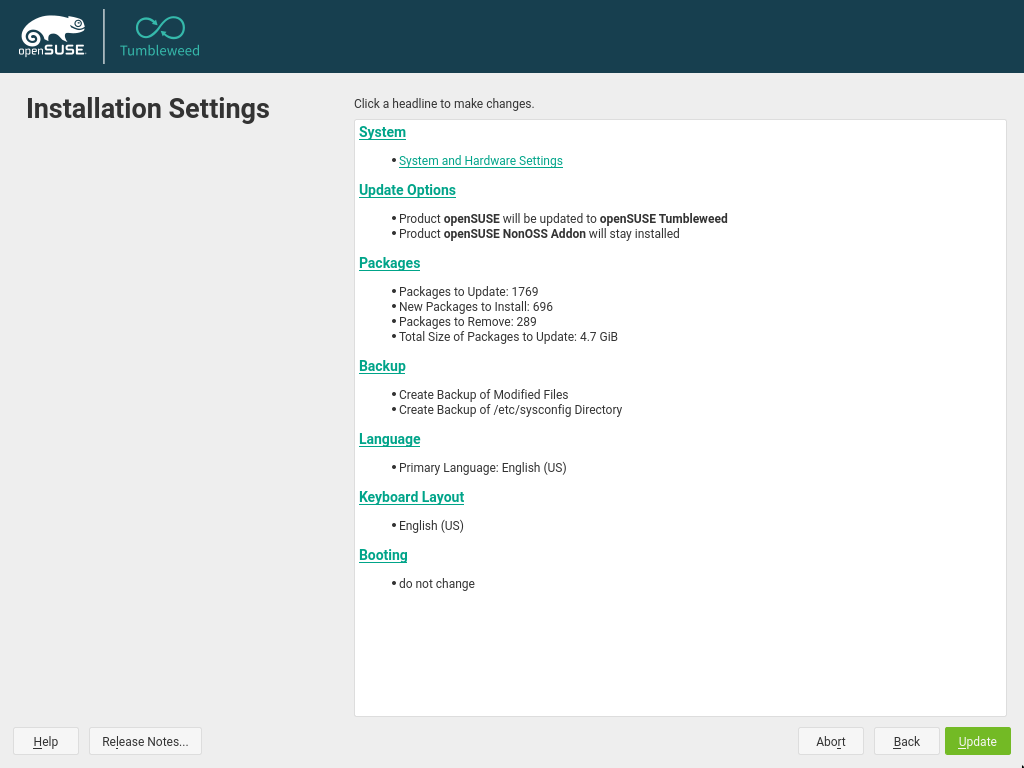 openSUSE
Tumbleweed
Installation Settings
Click a headline to make changes.
System
• System and Hardware Settings
Update Options
• Product openSUSE will be updated to openSUSE Tumbleweed
• Product openSUSE NonOSS Addon will stay installed
Packages
• Packages to Update: 1769
• New Packages to Install: 696
• Packages to Remove: 289
• Total Size of Packages to Update: 4.7 GiB
Backup
• Create Backup of Modified Files
• Create Backup of /etc/sysconfig Directory
Language
• Primary Language: English (US)
Keyboard Layout
• English (US)
Booting
• do not change
Help Release Notes... Abort Back Update